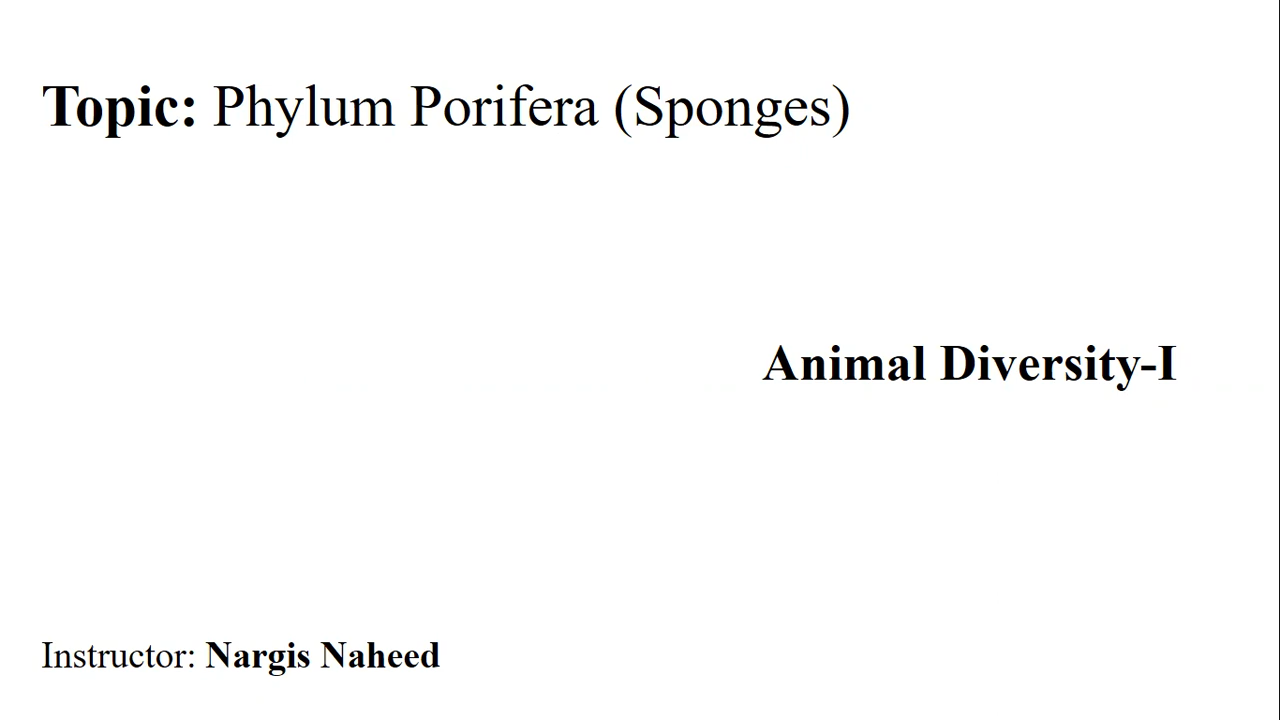 Topic: Phylum Porifera (Sponges)
Animal Diversity-I
Instructor: Nargis Naheed